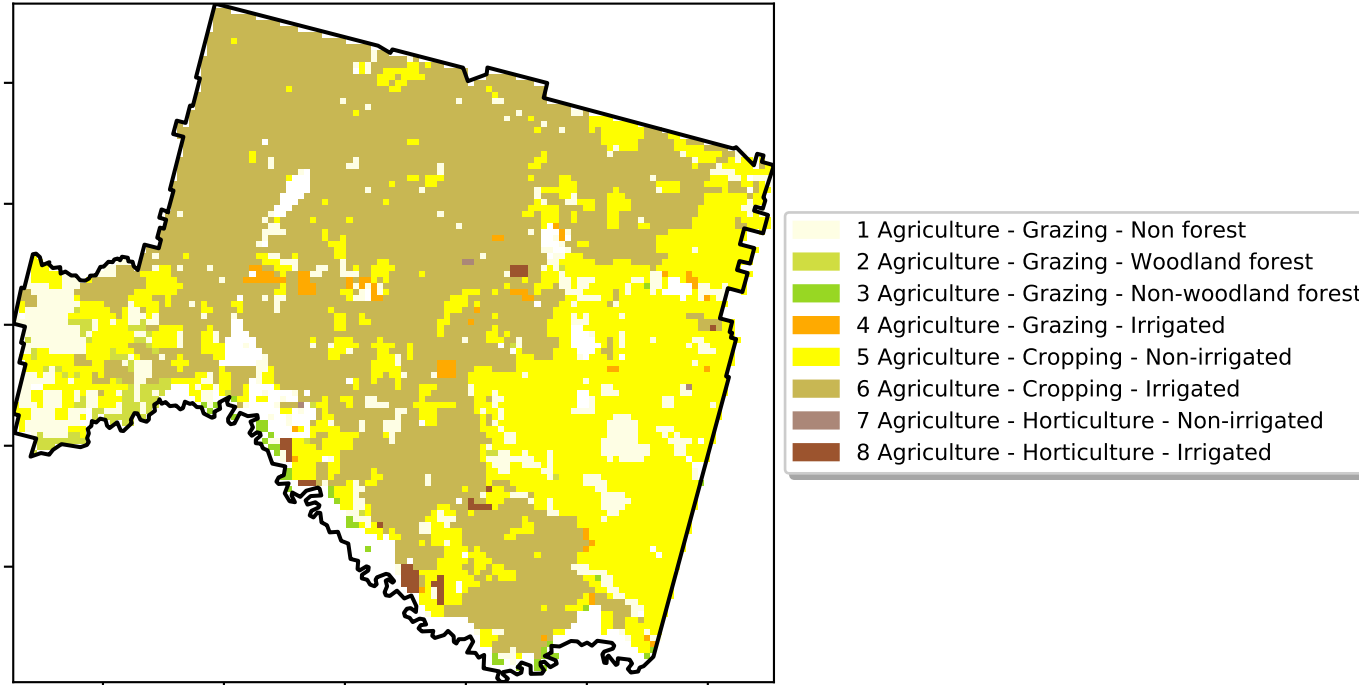 1 Agriculture - Grazing - Non forest
2 Agriculture - Grazing - Woodland forest
3 Agriculture - Grazing - Non-woodland forest
4 Agriculture - Grazing - Irrigated
5 Agriculture - Cropping - Non-irrigated
6 Agriculture - Cropping - Irrigated
7 Agriculture - Horticulture - Non-irrigated
8 Agriculture - Horticulture - Irrigated